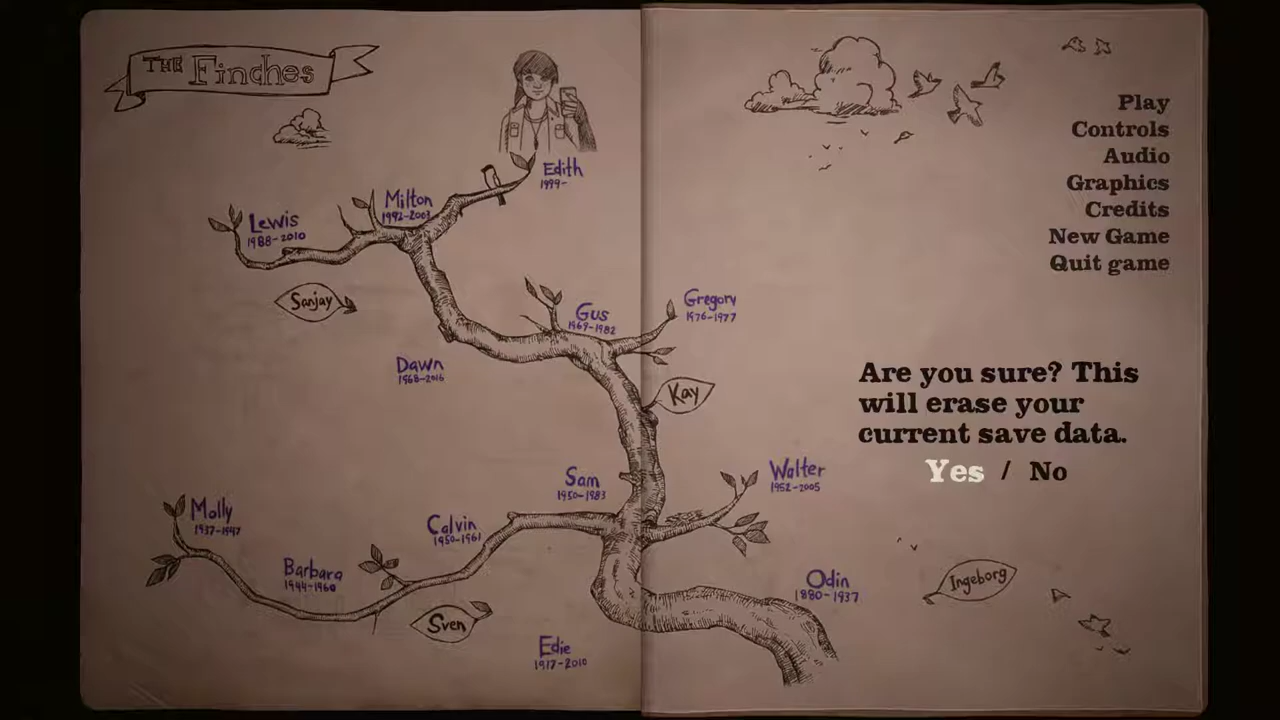 THE Finches
Edith
1999-
Milton
1992-2003
Lewis
1988-2010
Sanjay
Gus
1969-1982
Gregory
1976-1977
Dawn
1968-2016
Kay
Sam
1950-1983
Walter
1952-2005
Molly
1937-1947
Calvin
1950-1961
Barbara
1944-1960
Sven
Edie
1917-2010
Odin
1880-1937
Ingeborg
Play
Controls
Audio
Graphics
Credits
New Game
Quit game
Are you sure? This
will erase your
current save data.
Yes / No